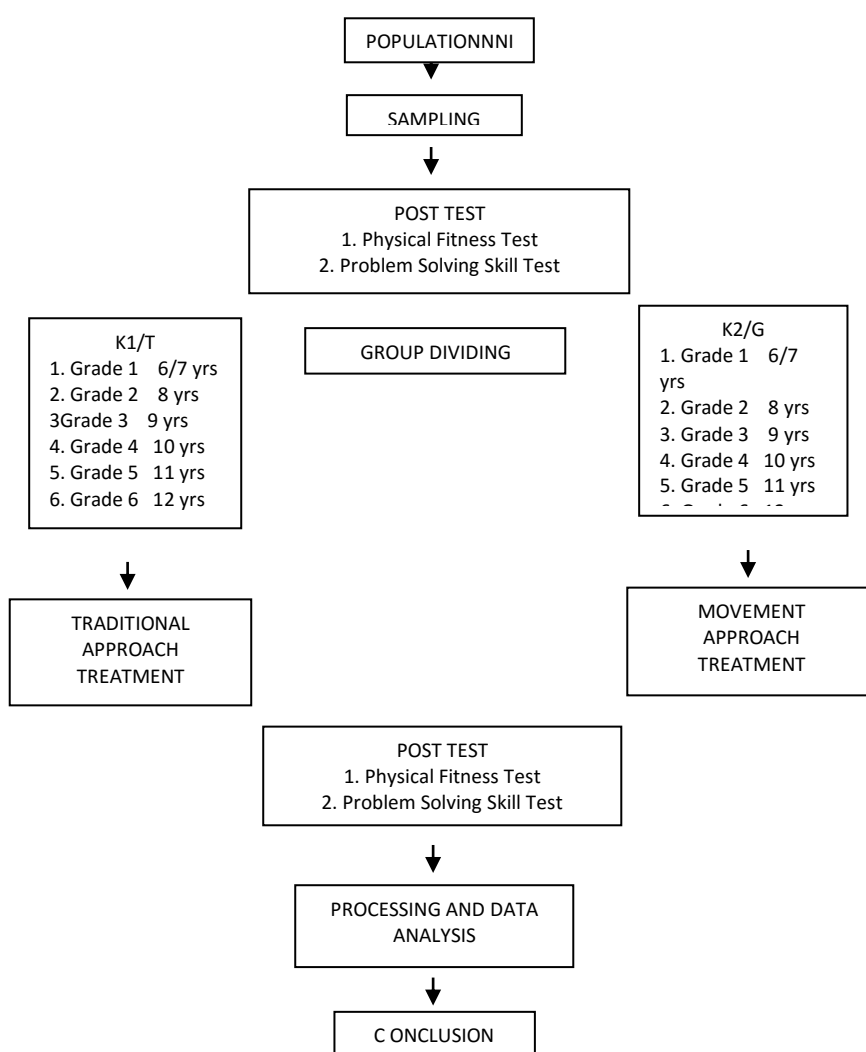 POPULATIONNNI
SAMPLING
POST TEST
1. Physical Fitness Test
2. Problem Solving Skill Test
K1/T
1. Grade 1 6/7 yrs
2. Grade 2 8 yrs
3Grade 3 9 yrs
4. Grade 4 10 yrs
5. Grade 5 11 yrs
6. Grade 6 12 yrs
GROUP DIVIDING
K2/G
1. Grade 1 6/7
yrs
2. Grade 2 8 yrs
3. Grade 3 9 yrs
4. Grade 4 10 yrs
5. Grade 5 11 yrs
TRADITIONAL
APPROACH
TREATMENT
MOVEMENT
APPROACH
TREATMENT
POST TEST
1. Physical Fitness Test
2. Problem Solving Skill Test
PROCESSING AND DATA
ANALYSIS
C ONCLUSION